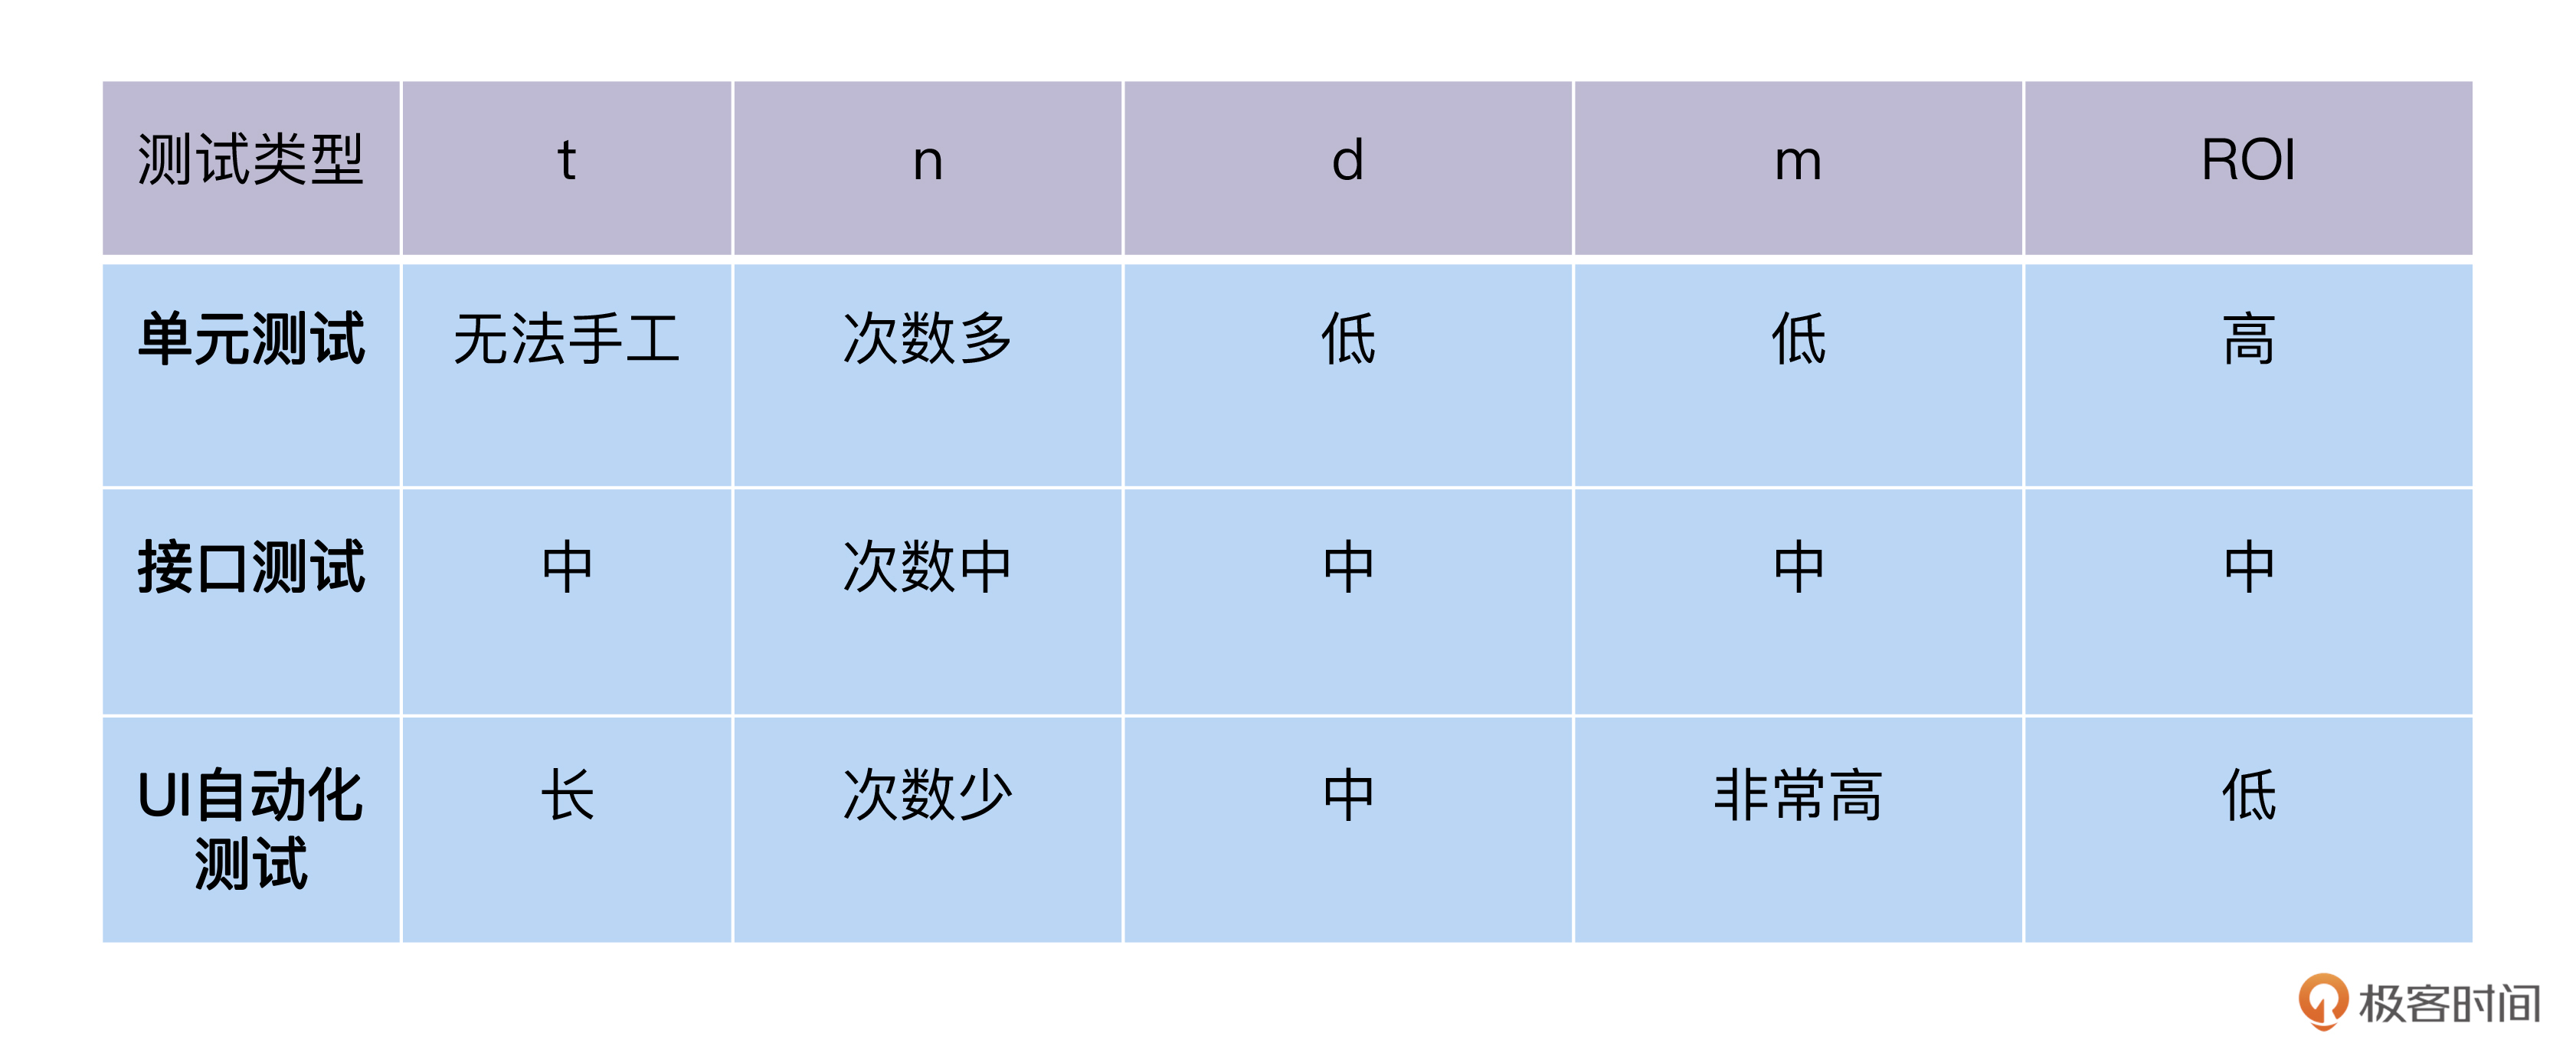 测试类型 t n d m ROI
单元测试 无法手工 次数多 低 低 高
接口测试 中 次数中 中 中 中
UI自动化 长 次数少 中 非常高 低
测试
极客时间